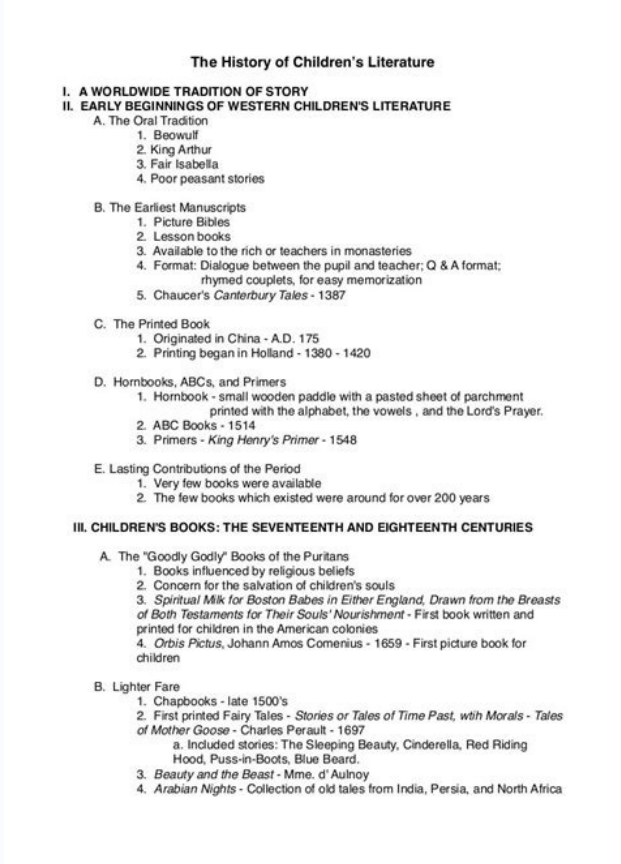 The History of Children's Literature
I. A WORLDWIDE TRADITION OF STORY
II. EARLY BEGINNINGS OF WESTERN CHILDREN'S LITERATURE
A. The Oral Tradition
1. Beowulf
2. King Arthur
3. Fair Isabella
4. Poor peasant stories
B. The Earliest Manuscripts
1. Picture Bibles
2. Lesson books
3. Available to the rich or teachers in monasteries
4. Format: Dialogue between the pupil and teacher; Q & A format;
rhymed couplets, for easy memorization
5. Chaucer's Canterbury Tales - 1387
C. The Printed Book
1. Originated in China - A.D. 175
2. Printing began in Holland - 1380 - 1420
D. Hornbooks, ABCs, and Primers
1. Hornbook - small wooden paddle with a pasted sheet of parchment
printed with the alphabet, the vowels , and the Lord's Prayer.
2. ABC Books - 1514
3. Primers - King Henry's Primer - 1548
E. Lasting Contributions of the Period
1. Very few books were available
2. The few books which existed were around for over 200 years
III. CHILDREN'S BOOKS: THE SEVENTEENTH AND EIGHTEENTH CENTURIES
A. The "Goodly Godly" Books of the Puritans
1. Books influenced by religious beliefs
2. Concern for the salvation of children's souls
3. Spiritual Milk for Boston Babes in Either England, Drawn from the Breasts
of Both Testaments for Their Souls' Nourishment - First book written and
printed for children in the American colonies
4. Orbis Pictus, Johann Amos Comenius - 1659 - First picture book for
children
B. Lighter Fare
1. Chapbooks - late 1500's
2. First printed Fairy Tales - Stories or Tales of Time Past, wtih Morals - Tales
of Mother Goose - Charles Perault - 1697
a. Included stories: The Sleeping Beauty, Cinderella, Red Riding
Hood, Puss-in-Boots, Blue Beard.
3. Beauty and the Beast - Mme. d' Aulnoy
4. Arabian Nights - Collection of old tales from India, Persia, and North Africa